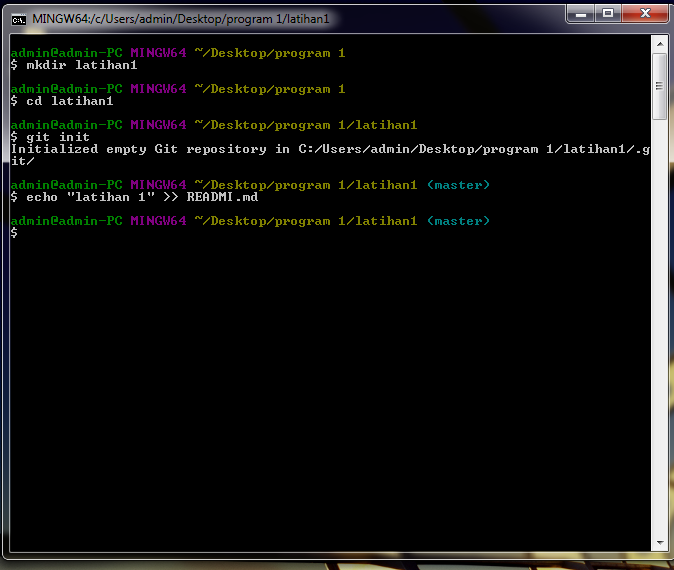 MINGW64:/c/Users/admin/Desktop/program 1/latihan1
admin@admin-PC MINGW64 ~/Desktop/program 1
$ mkdir latihan1
admin@admin-PC MINGW64 ~/Desktop/program 1
$ cd latihan1
admin@admin-PC MINGW64 ~/Desktop/program 1/latihan1
$ git init
Initialized empty Git repository in C:/Users/admin/Desktop/program 1/latihan1/.g
it/
admin@admin-PC MINGW64 ~/Desktop/program 1/latihan1 (master)
$ echo "latihan 1" >> READMI.md
admin@admin-PC MINGW64 ~/Desktop/program 1/latihan1 (master)
$